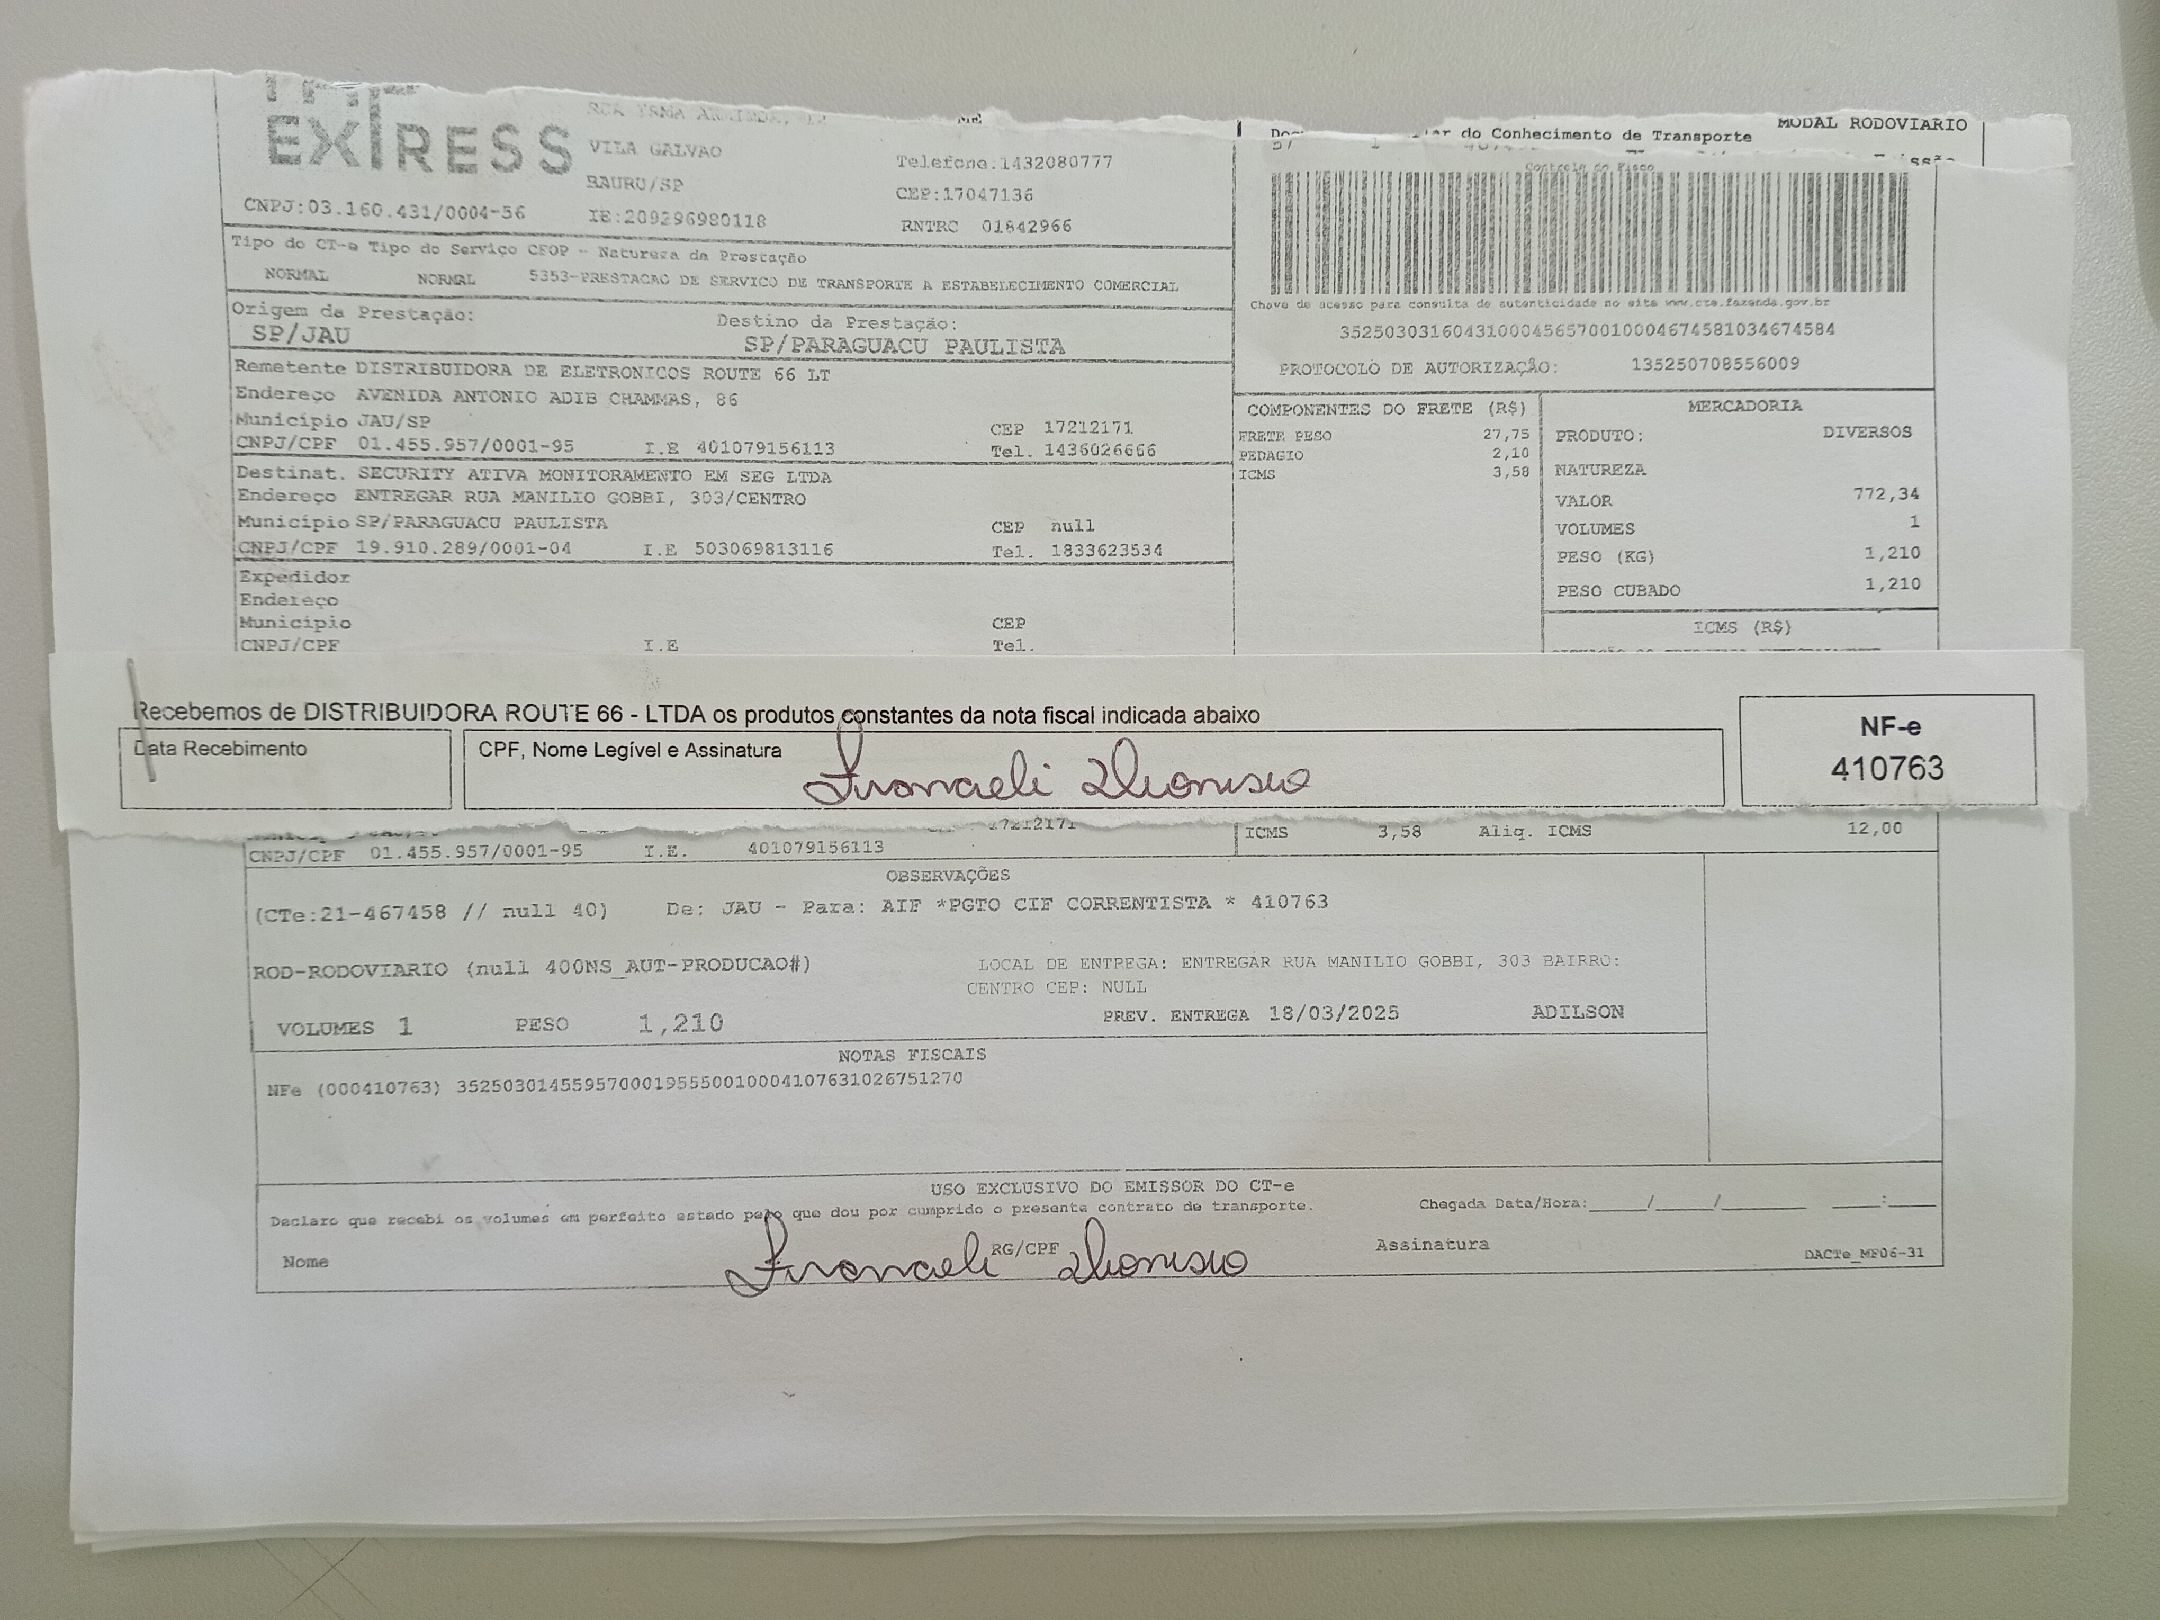 EXPRESS
VILA GALVAO
BAURU/SP
Telefone:1432080777
CEP:17047136
CNPJ:03.160.431/0004-56
IE:209296980118
RNTRC 01842966
MODAL RODOVIARIO
do Conhecimento de Transporte
Controle do Fisco
Tipo do CT-e Tipo do Serviço CFOP - Natureza da Prestação
NORMAL NORMAL 5353-PRESTACAO DE SERVICO DE TRANSPORTE A ESTABELECIMENTO COMERCIAL
Chave de acesso para consulta de autenticidade no site www.cte.fazenda.gov.br
35250303160431000456570010004674581034674584
PROTOCOLO DE AUTORIZAÇÃO: 135250708556009
Origem da Prestação: Destino da Prestação:
SP/JAU SP/PARAGUACU PAULISTA
Remetente DISTRIBUIDORA DE ELETRONICOS ROUTE 66 LT
Endereço AVENIDA ANTONIO ADIB CHAMMAS, 86
Município JAU/SP CEP 17212171
CNPJ/CPF 01.455.957/0001-95 I.E 401079156113 Tel. 1436026666
Destinat. SECURITY ATIVA MONITORAMENTO EM SEG LTDA
Endereço ENTREGAR RUA MANILIO GOBBI, 303/CENTRO
Município SP/PARAGUACU PAULISTA CEP null
CNPJ/CPF 19.910.289/0001-04 I.E 503069813116 Tel. 1833623534
Expedidor
Endereço
Município CEP
CNPJ/CPF I.E Tel.
COMPONENTES DO FRETE (R$)
FRETE PESO 27,75
PEDAGIO 2,10
ICMS 3,58
MERCADORIA
PRODUTO: DIVERSOS
NATUREZA
VALOR 772,34
VOLUMES 1
PESO (KG) 1,210
PESO CUBADO 1,210
ICMS (R$)
Recebemos de DISTRIBUIDORA ROUTE 66 - LTDA os produtos constantes da nota fiscal indicada abaixo
Data Recebimento
CPF, Nome Legível e Assinatura
Dionisio
NF-e
410763
17212171
CNPJ/CPF 01.455.957/0001-95 I.E. 401079156113
ICMS 3,58 Aliq. ICMS 12,00
OBSERVAÇÕES
(CTe:21-467458 // null 40) De: JAU - Para: AIF *PGTO CIF CORRENTISTA * 410763
ROD-RODOVIARIO (null 400NS_AUT-PRODUCAO#)
LOCAL DE ENTREGA: ENTREGAR RUA MANILIO GOBBI, 303 BAIRRO:
CENTRO CEP: NULL
VOLUMES 1 PESO 1,210
PREV. ENTREGA 18/03/2025 ADILSON
NOTAS FISCAIS
NFe (000410763) 35250301455957000195550010004107631026751270
USO EXCLUSIVO DO EMISSOR DO CT-e
Declaro que recebi os volumes em perfeito estado pelo que dou por cumprido o presente contrato de transporte.
Chegada Data/Hora:_____/_____/_______ ____:____
Nome RG/CPF Assinatura
Dionisio
DACTe_MF06-31